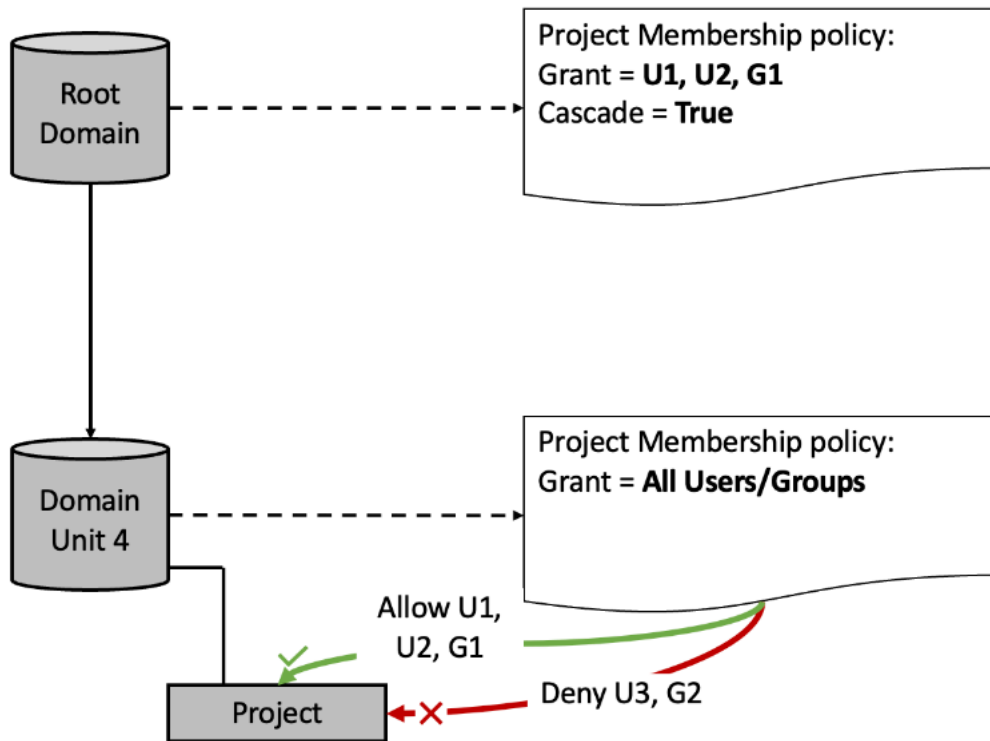 Root
Domain
Project Membership policy:
Grant = U1, U2, G1
Cascade = True
Domain
Unit 4
Project Membership policy:
Grant = All Users/Groups
Allow U1,
U2, G1
Deny U3, G2
Project